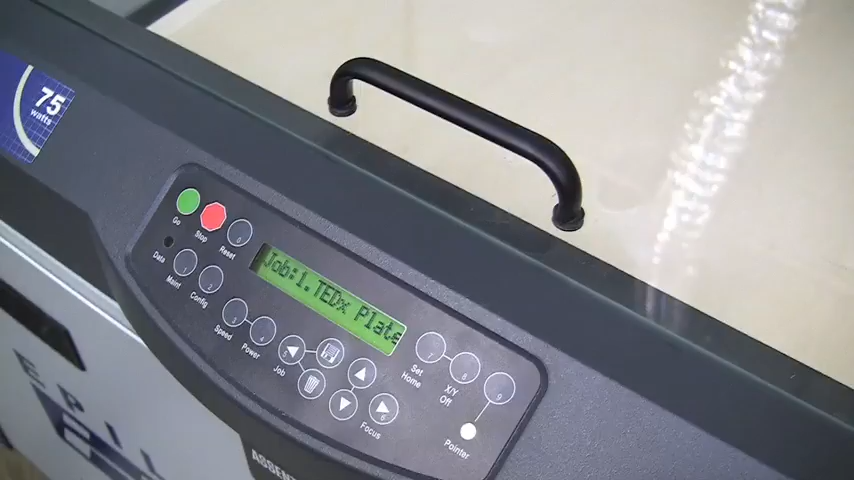 75
watts
Go
Stop
Reset
0
Job:1.TEDx Plate
Data
Maint
1
Config
2
Speed
3
Power
4
Job
5
6
Focus
Set
Home
7
X/Y
Off
8
9
Pointer
EPIL